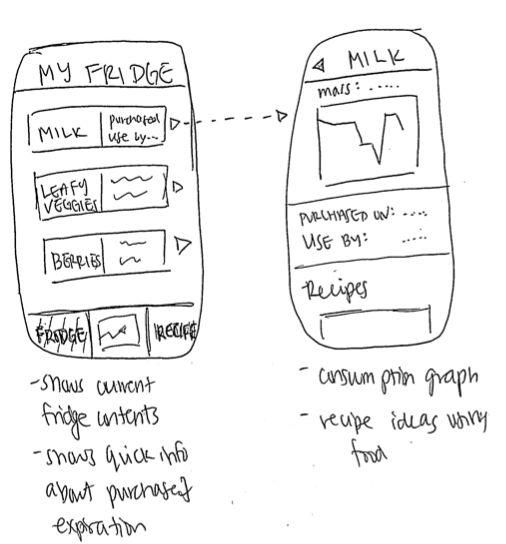 MY FRIDGE
MILK
purchased
use by...
LEAFY
VEGGIES
BERRIES
FRIDGE
RECIPE
-shows current
fridge contents
-shows quick info
about purchase/
expiration
MILK
mass: .....
PURCHASED ON: ....
USE BY: .....
Recipes
- consumption graph
- recipe ideas using
food